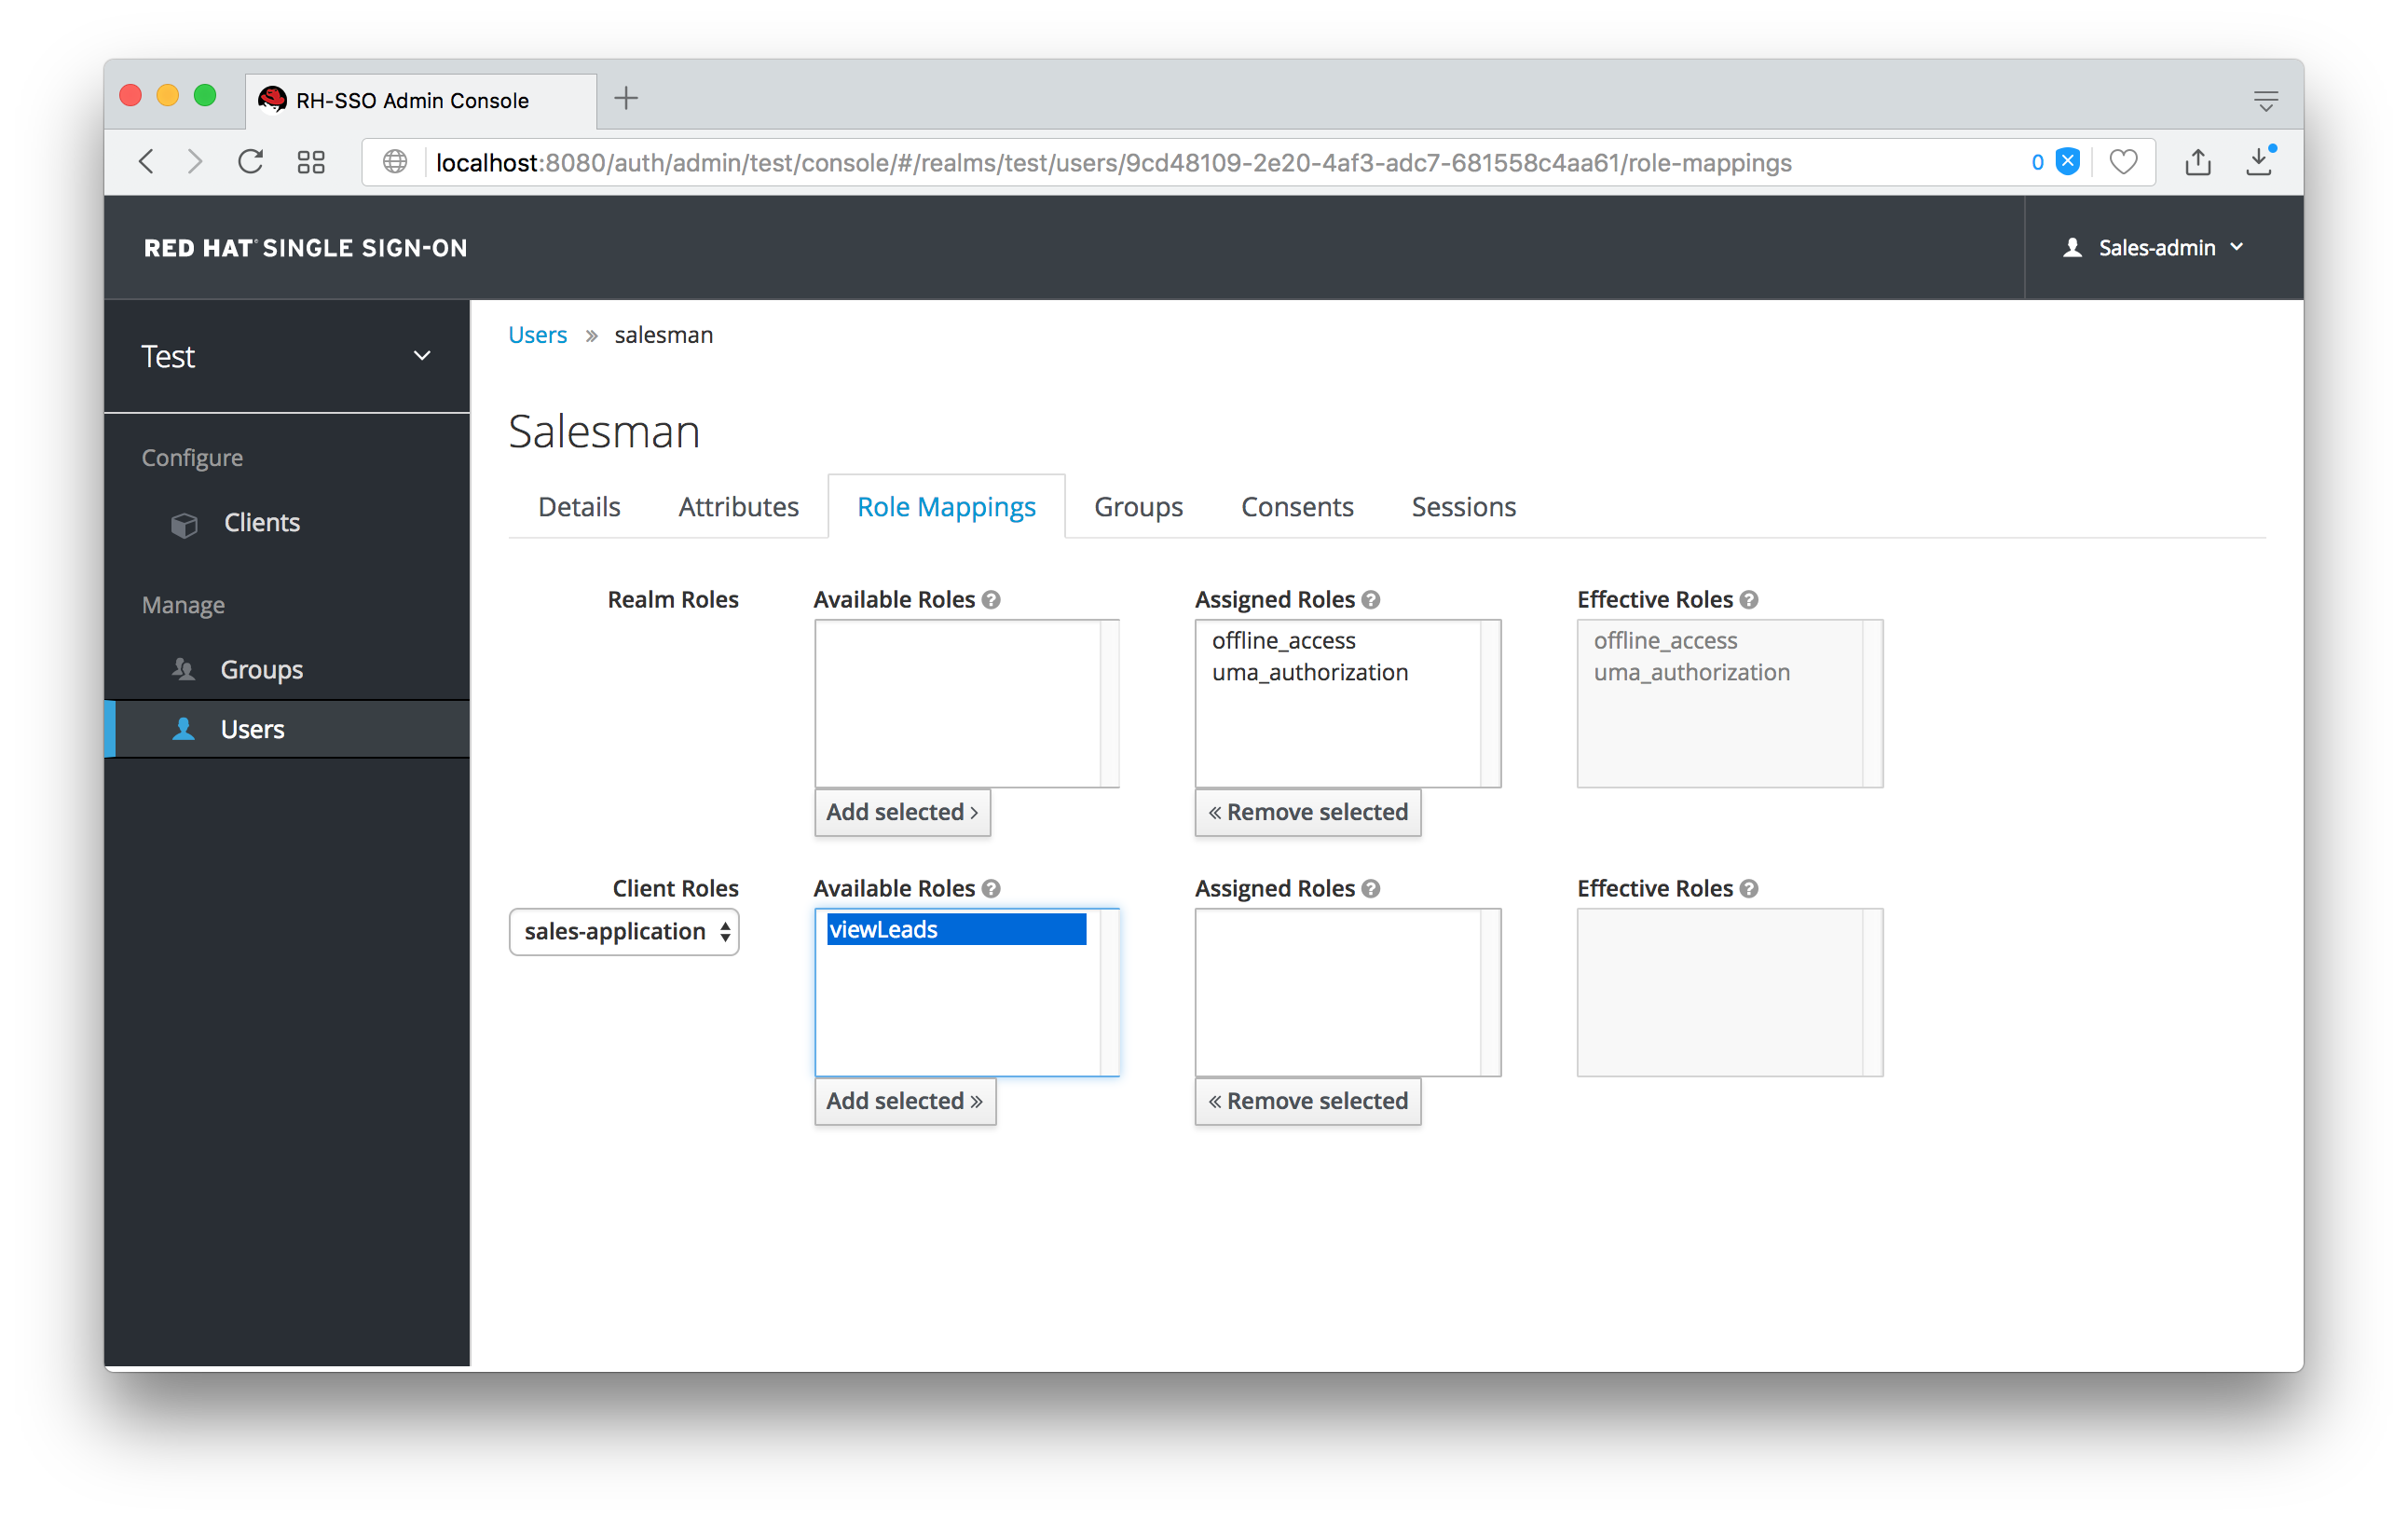 RH-SSO Admin Console
localhost:8080/auth/admin/test/console/#/realms/test/users/9cd48109-2e20-4af3-adc7-681558c4aa61/role-mappings
0
RED HAT® SINGLE SIGN-ON
Sales-admin
Test
Users » salesman
Salesman
Configure
Clients
Manage
Groups
Users
Details Attributes Role Mappings Groups Consents Sessions
Realm Roles
Available Roles
Assigned Roles
Effective Roles
offline_access
uma_authorization
offline_access
uma_authorization
Add selected ›
« Remove selected
Client Roles
sales-application
Available Roles
Assigned Roles
Effective Roles
viewLeads
Add selected »
« Remove selected